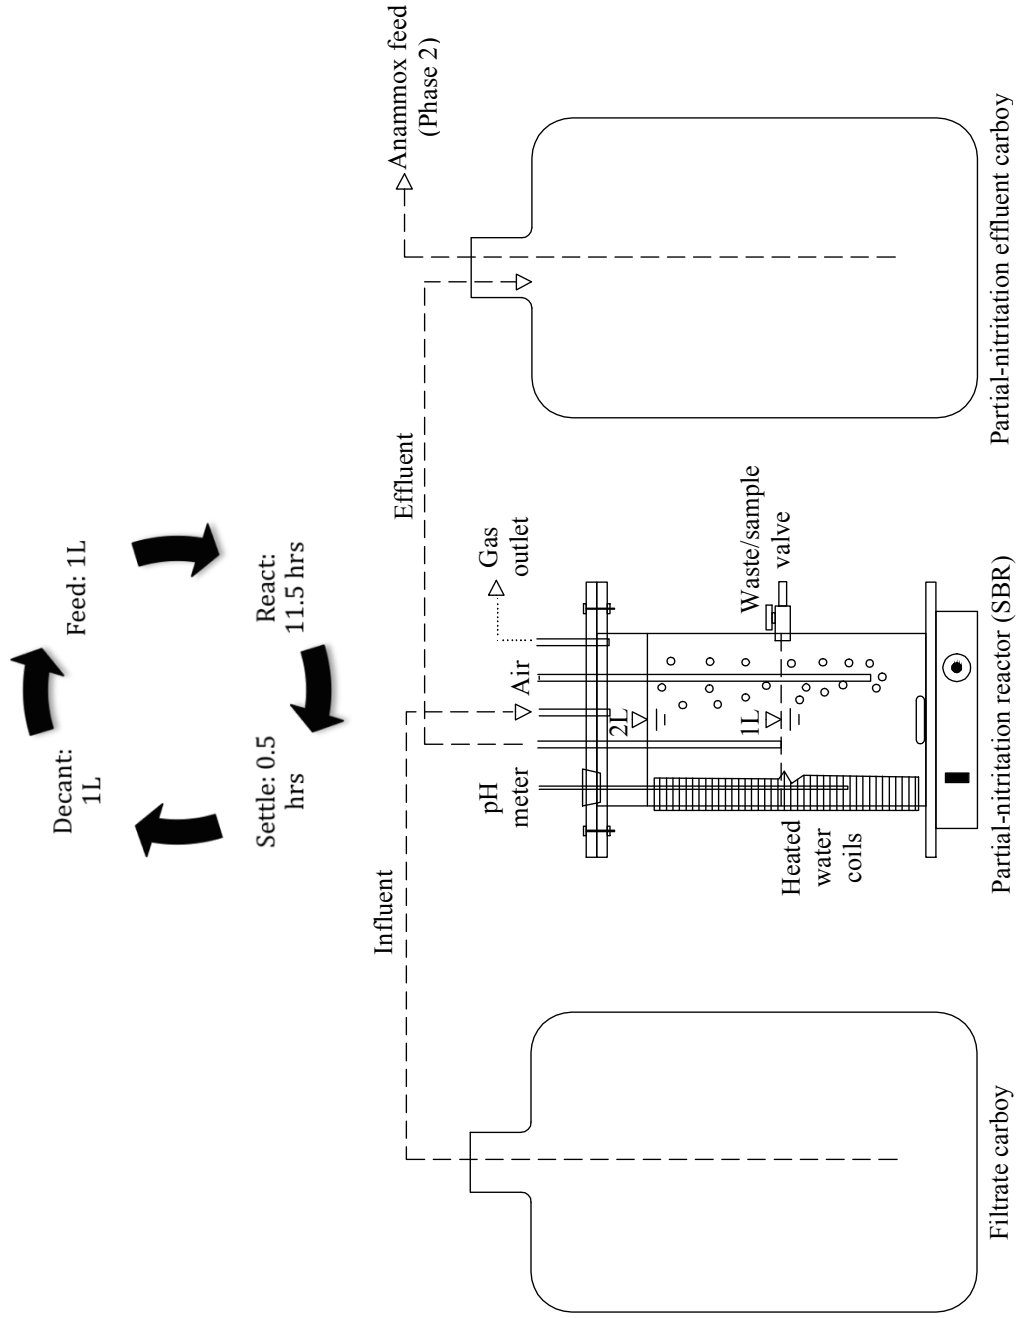 Feed: 1L
React:
11.5 hrs
Settle: 0.5
hrs
Decant:
1L
Influent
Effluent
Anammox feed
(Phase 2)
pH
meter
Air
Gas
outlet
2L
1L
Waste/sample
valve
Heated
water
coils
Filtrate carboy
Partial-nitritation reactor (SBR)
Partial-nitritation effluent carboy